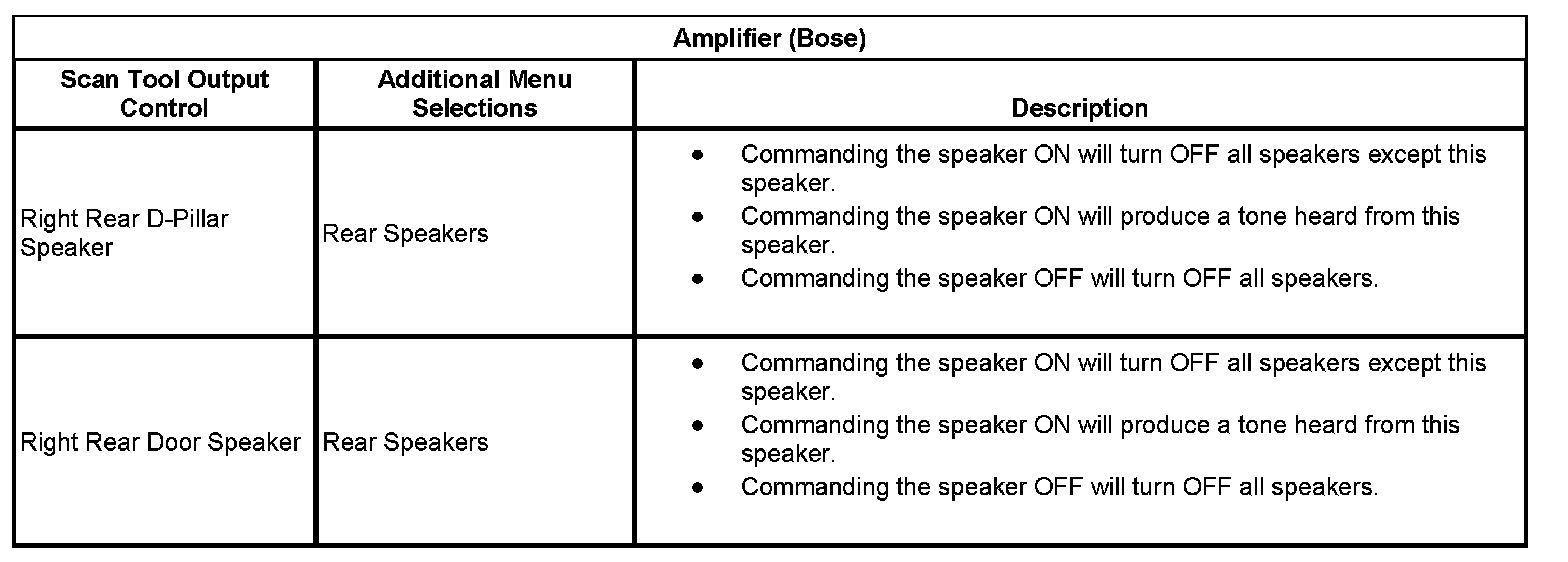 Amplifier (Bose)
Scan Tool Output
Control
Additional Menu
Selections
Description
Right Rear D-Pillar
Speaker
Rear Speakers
● Commanding the speaker ON will turn OFF all speakers except this
speaker.
● Commanding the speaker ON will produce a tone heard from this
speaker.
● Commanding the speaker OFF will turn OFF all speakers.
Right Rear Door Speaker
Rear Speakers
● Commanding the speaker ON will turn OFF all speakers except this
speaker.
● Commanding the speaker ON will produce a tone heard from this
speaker.
● Commanding the speaker OFF will turn OFF all speakers.